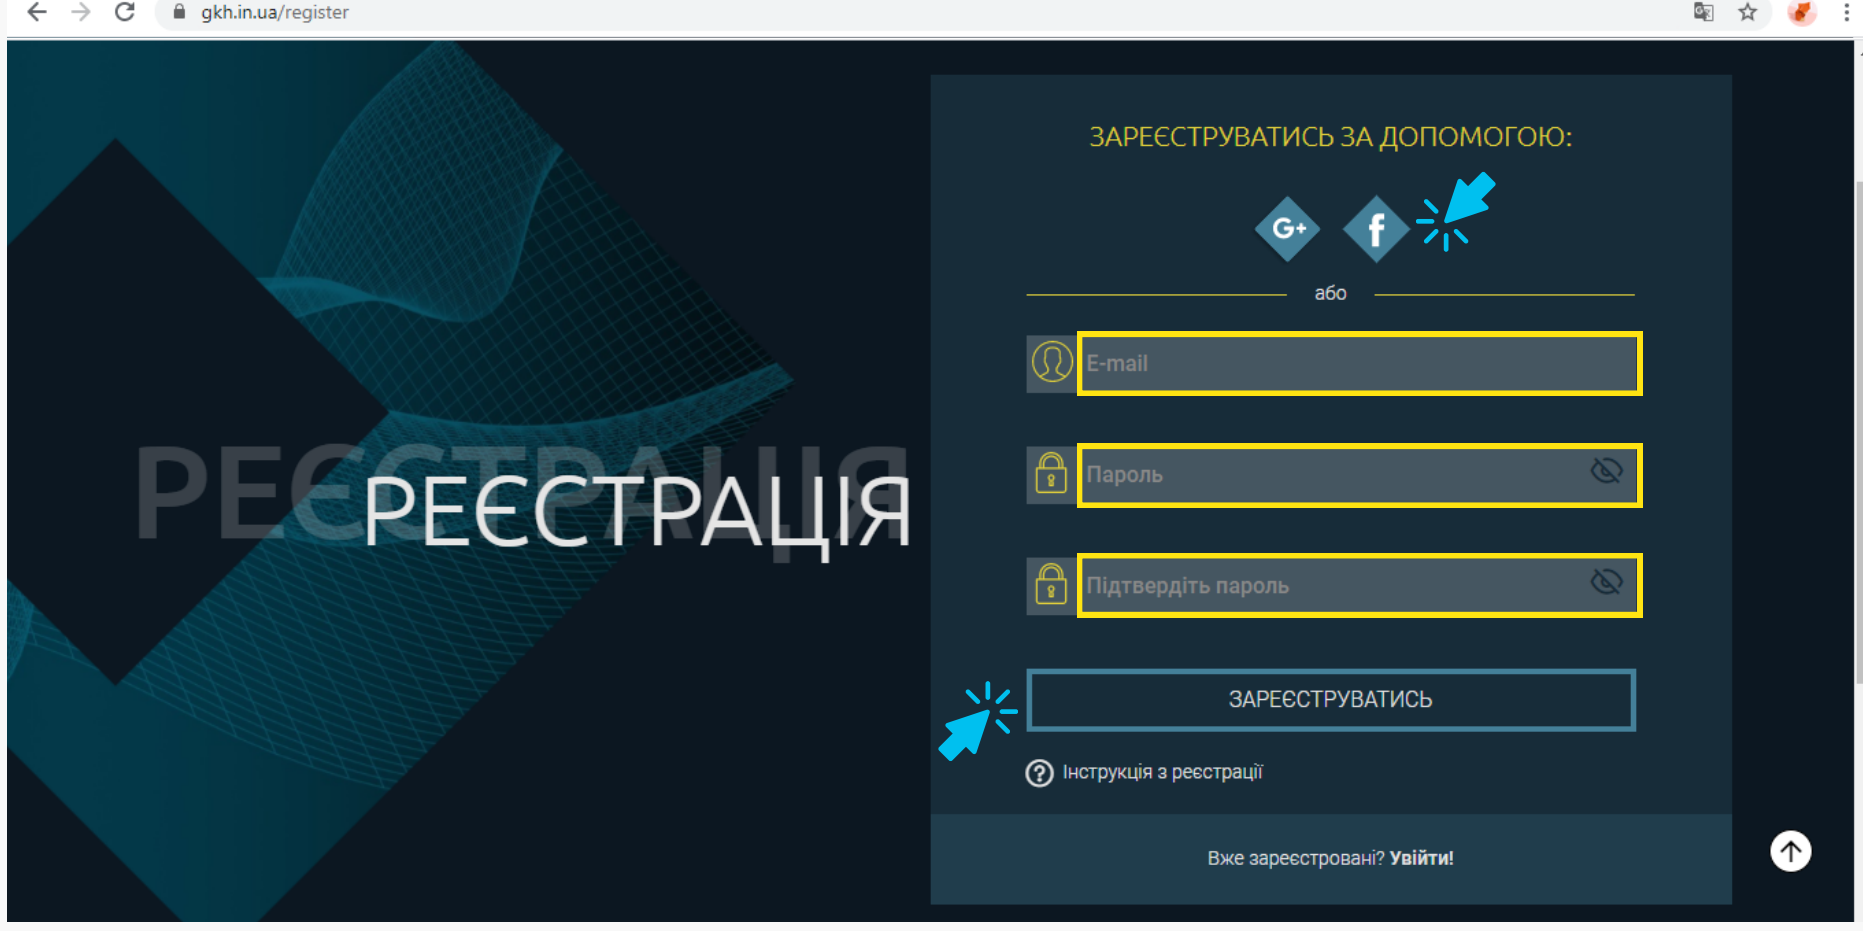 gkh.in.ua/register
РЕЄСТРАЦІЯ
РЕЄСТРАЦІЯ
ЗАРЕЄСТРУВАТИСЬ ЗА ДОПОМОГОЮ:
G+ f
або
E-mail
Пароль
Підтвердіть пароль
ЗАРЕЄСТРУВАТИСЬ
? Інструкція з реєстрації
Вже зареєстровані? Увійти!